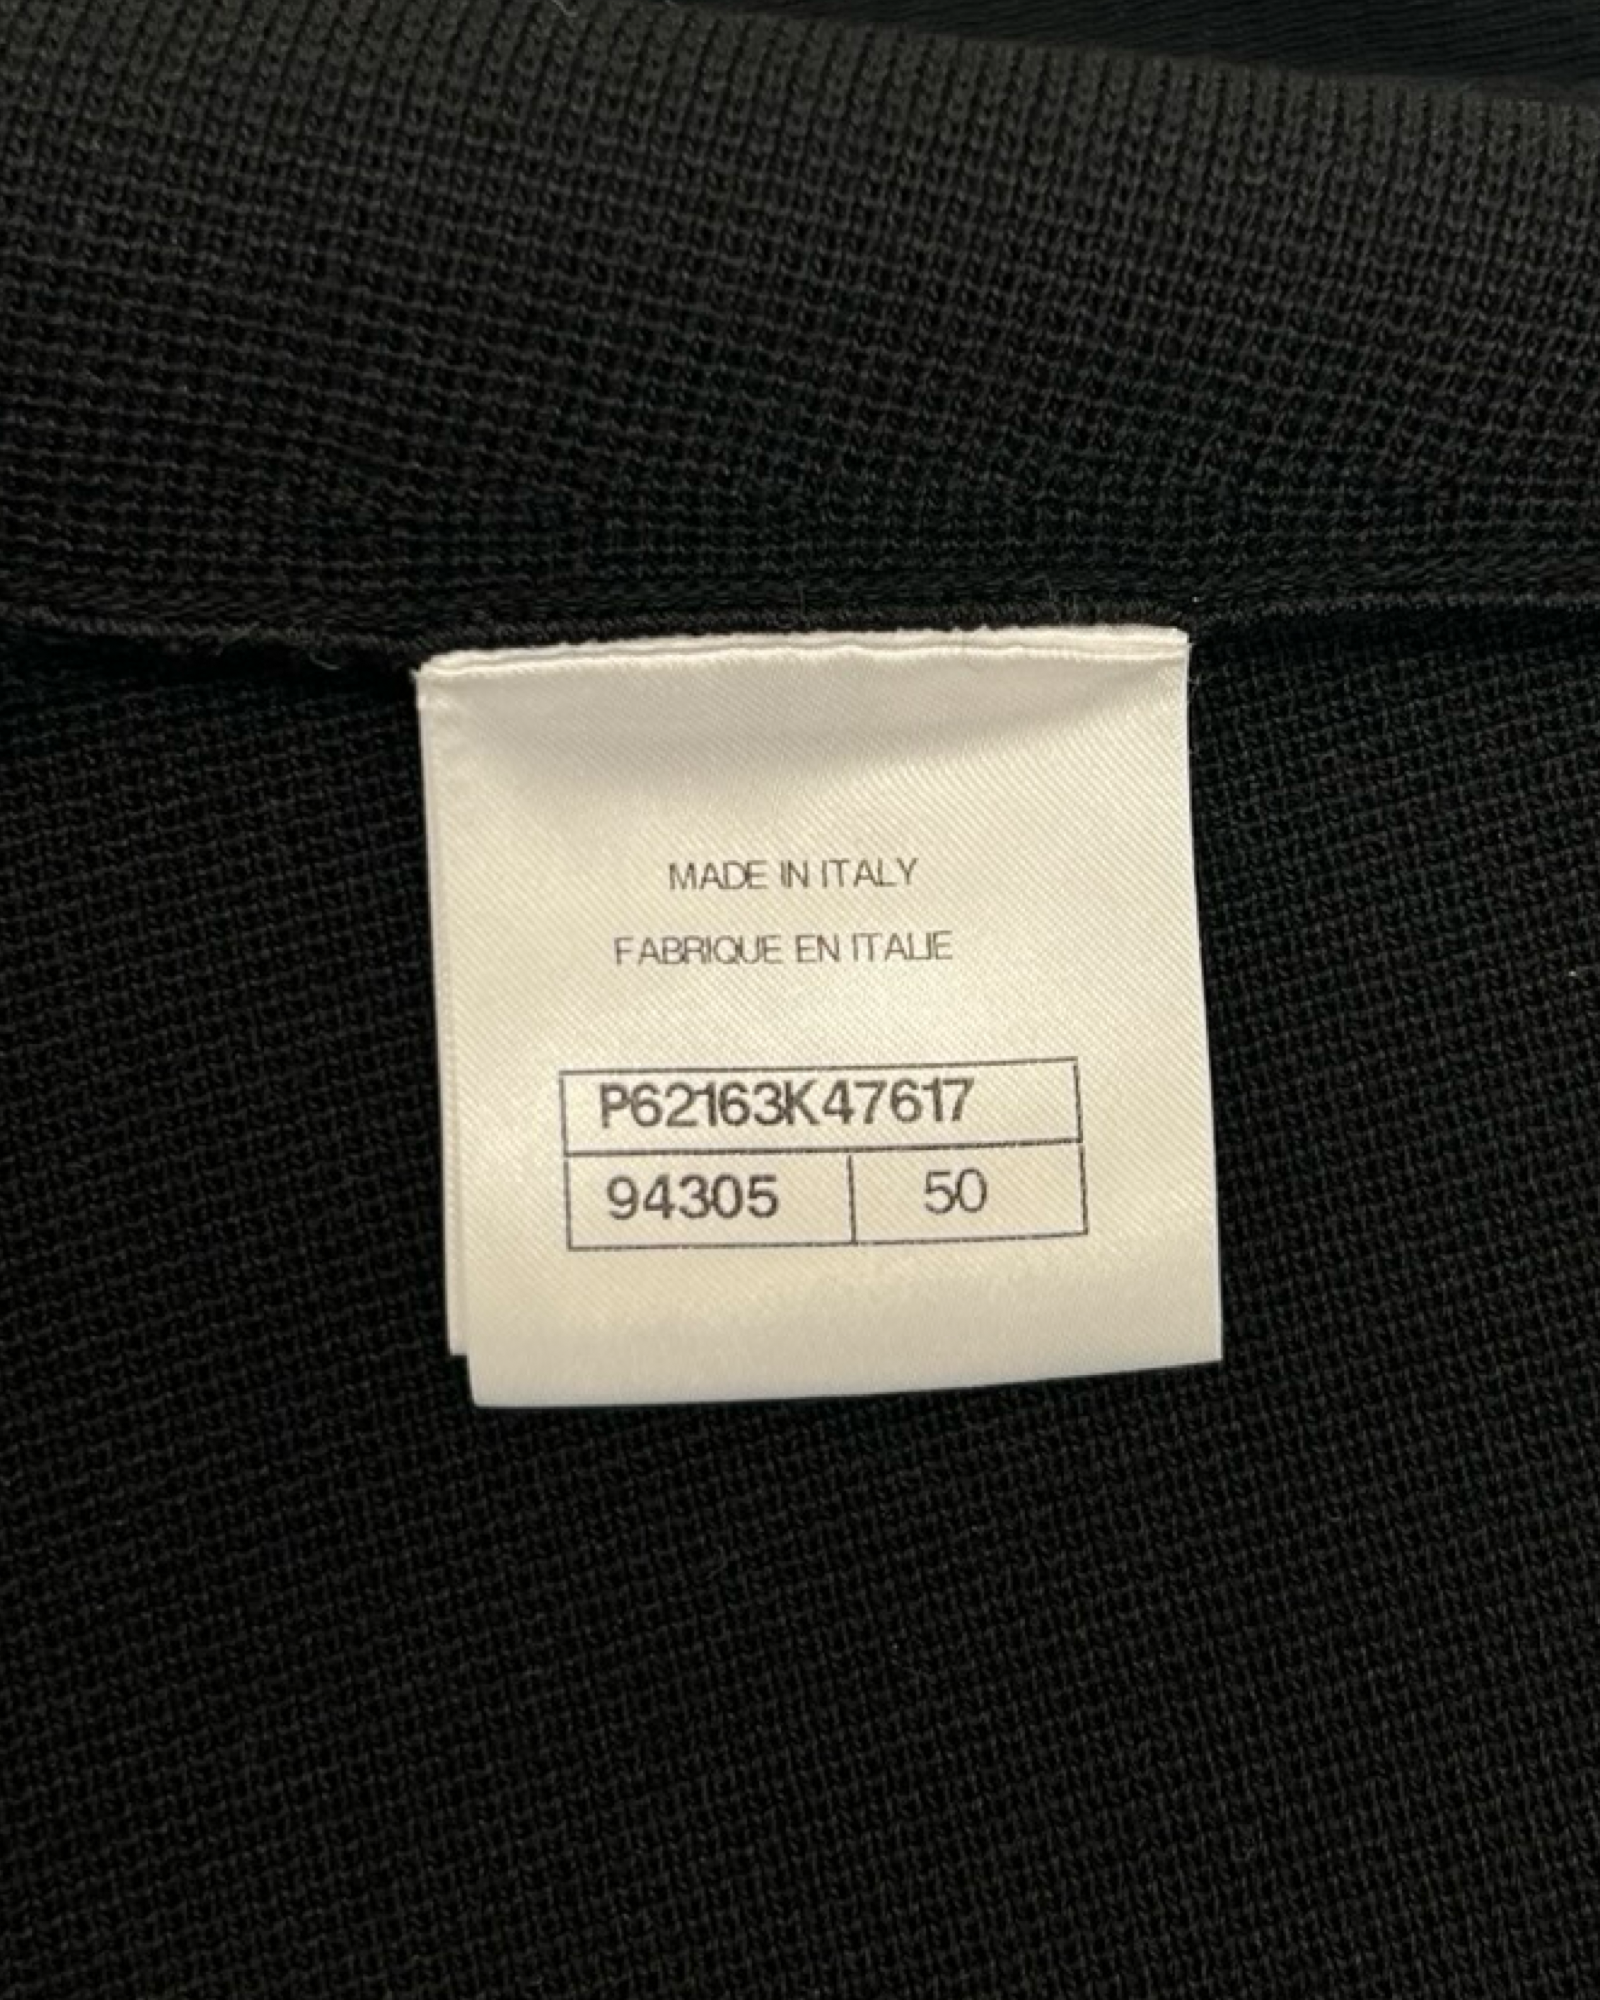 MADE IN ITALY
FABRIQUE EN ITALIE
P62163K47617
94305 50